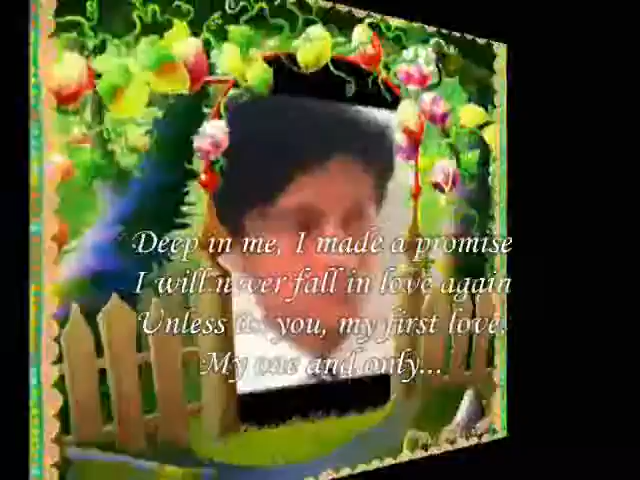 Deep in me, I made a promise
I will never fall in love again
Unless its you, my first love.
My one and only...